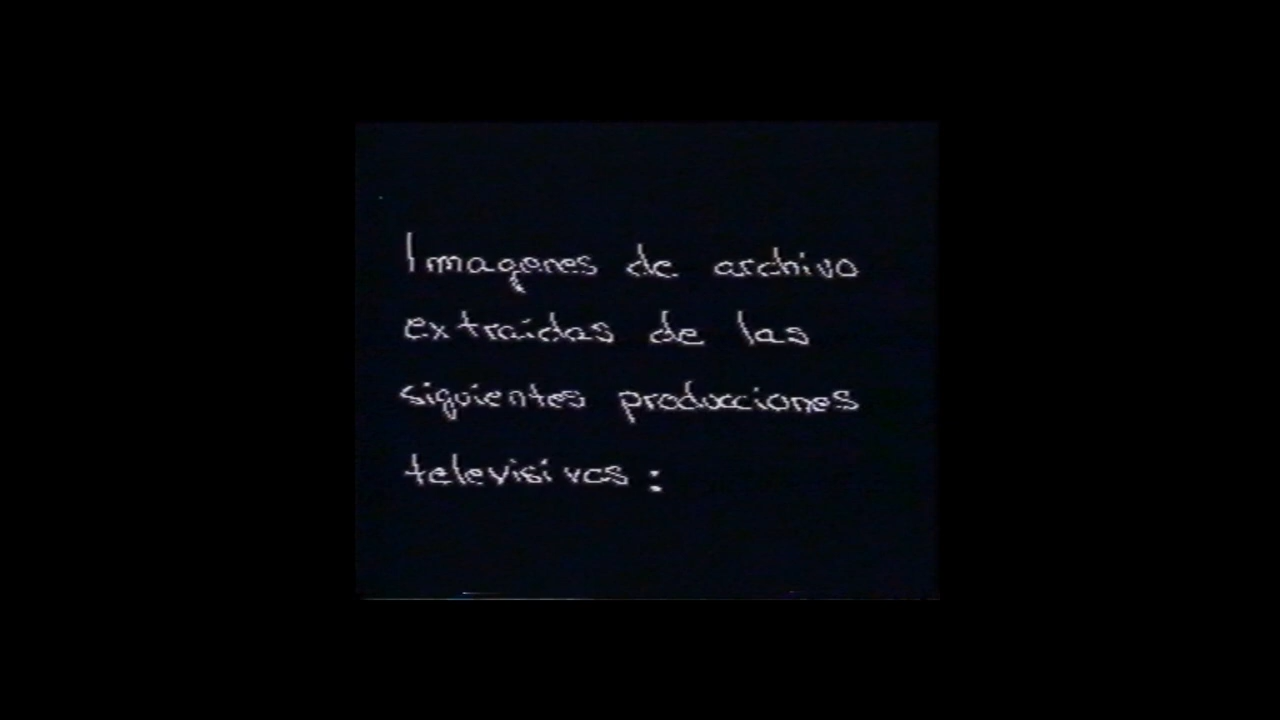 Imagenes de archivo
extraidas de las
siguientes producciones
televisivas :